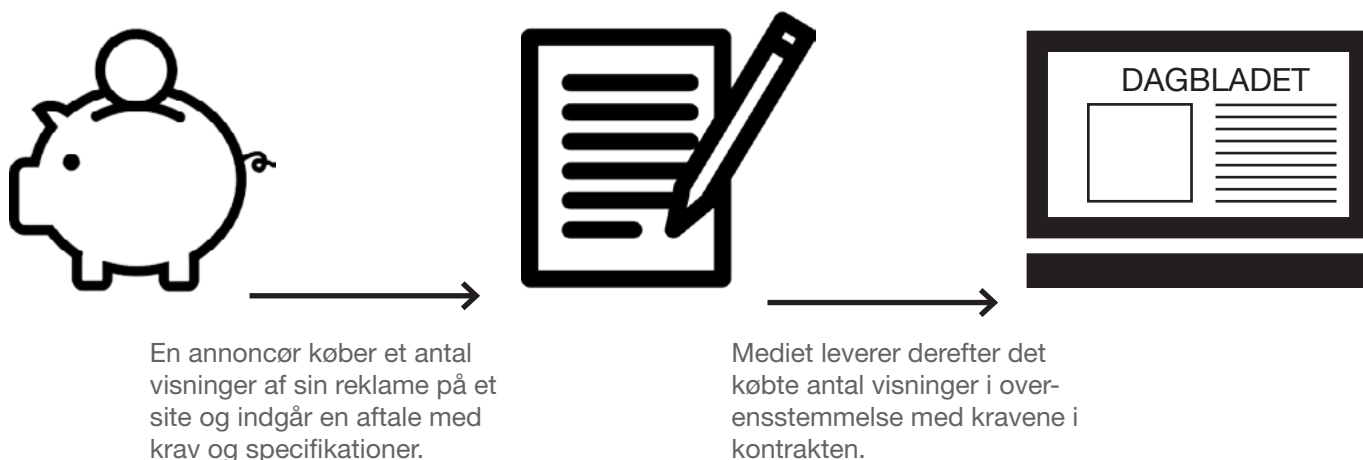 DAGBLADET
En annoncør køber et antal
visninger af sin reklame på et
site og indgår en aftale med
krav og specifikationer.
Mediet leverer derefter det
købte antal visninger i over-
ensstemmelse med kravene i
kontrakten.